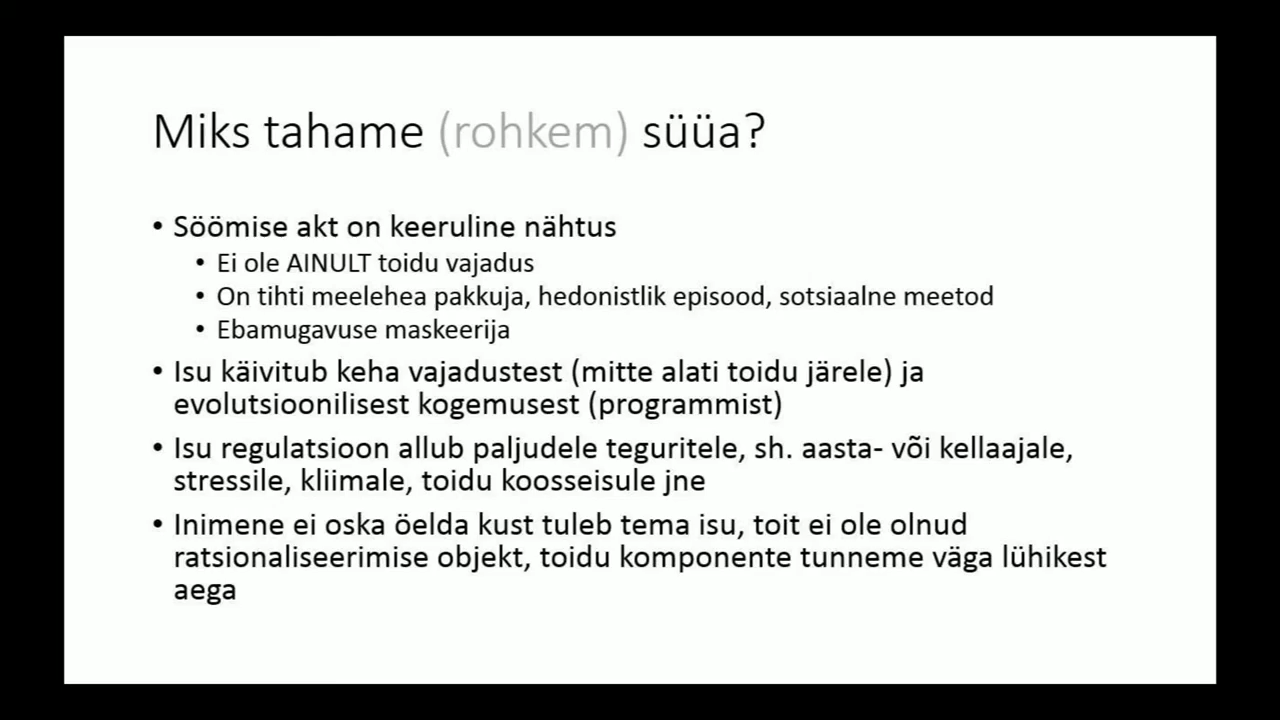 Miks tahame (rohkem) süüa?
• Söömise akt on keeruline nähtus
• Ei ole AINULT toidu vajadus
• On tihti meelehea pakkuja, hedonistlik episood, sotsiaalne meetod
• Ebamugavuse maskeerija
• Isu käivitub keha vajadustest (mitte alati toidu järele) ja
evolutsioonilisest kogemusest (programmist)
• Isu regulatsioon allub paljudele teguritele, sh. aasta- või kellaajale,
stressile, kliimale, toidu koosseisule jne
• Inimene ei oska öelda kust tuleb tema isu, toit ei ole olnud
ratsionaliseerimise objekt, toidu komponente tunneme väga lühikest
aega